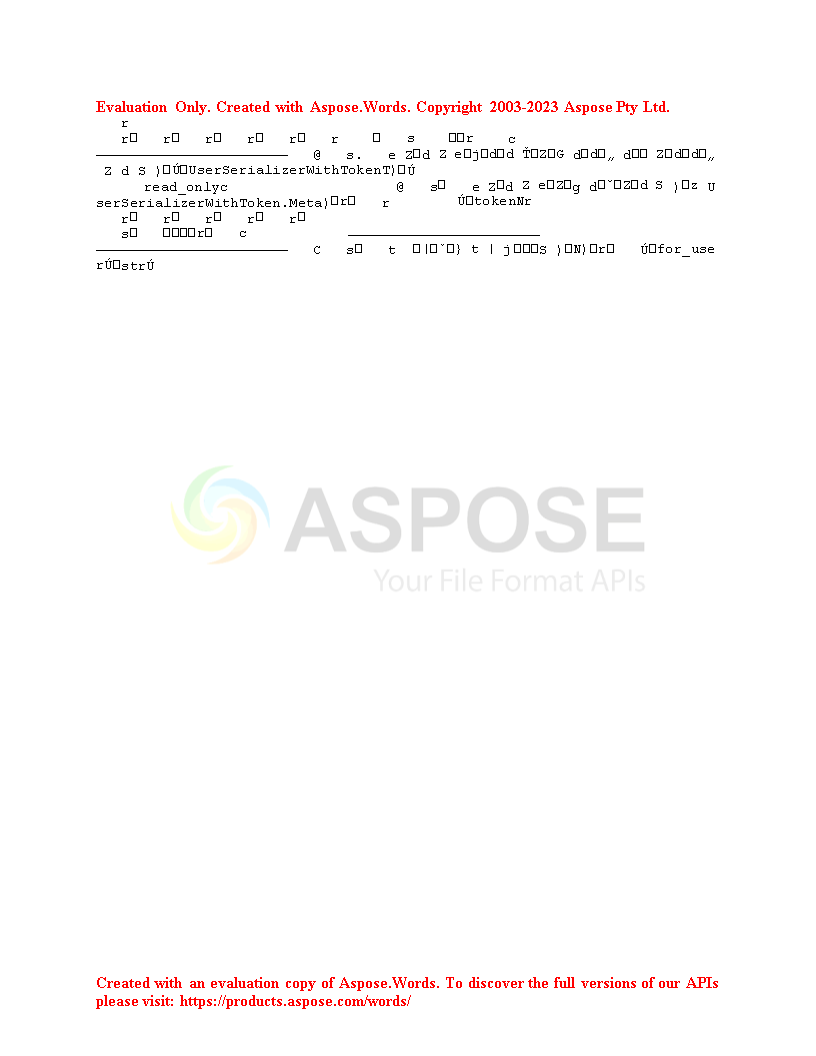 Evaluation Only. Created with Aspose.Words. Copyright 2003-2023 Aspose Pty Ltd.
r
r□ r□ r□ r□ r□ r □ s □□r c
@ s. e Z□d Z e□j□d□d Ť□Z□G d□d□„ d□□ Z□d□d□„
Z d S )□Ú□UserSerializerWithTokenT)□Ú
read_onlyc @ s□ e Z□d Z e□Z□g d□ˇ□Z□d S )□z U
serSerializerWithToken.Meta)□r□ r Ú□tokenNr
r□ r□ r□ r□ r□
s□ □□□□r□ c
C s□ t □|□ˇ□} t | j□□□S )□N)□r□ Ú□for_use
rÚ□strÚ
ASPOSE
Your File Format APIs
Created with an evaluation copy of Aspose.Words. To discover the full versions of our APIs
please visit: https://products.aspose.com/words/